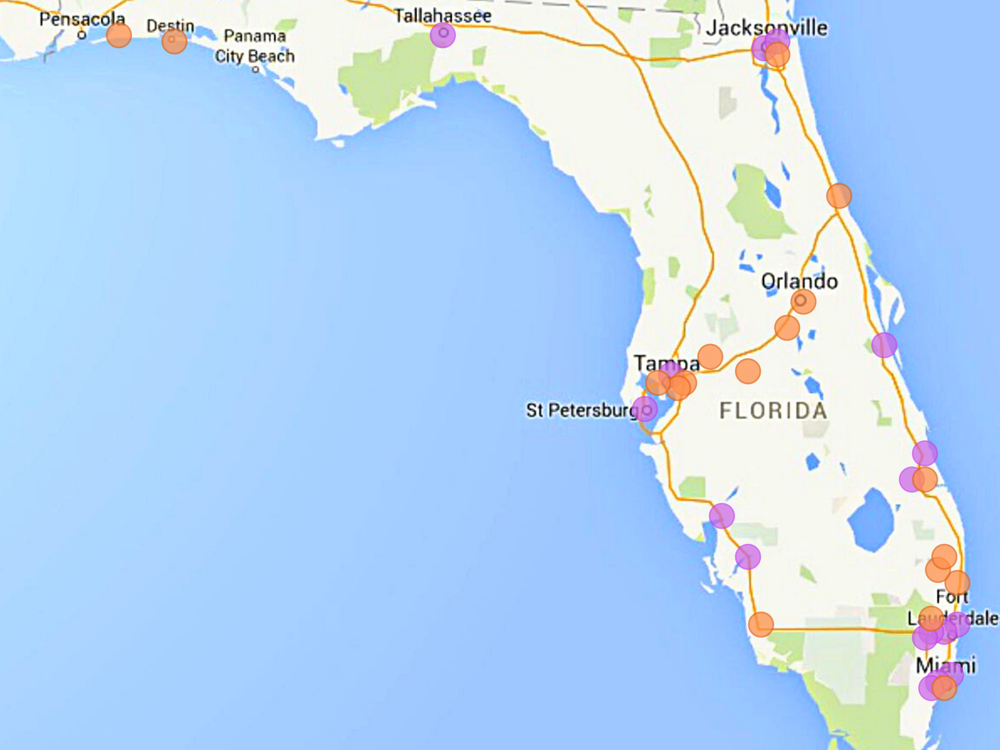 Pensacola
Destin
Panama
City Beach
Tallahassee
Jacksonville
Orlando
Tampa
St Petersburg
FLORIDA
Fort
Lauderdale
Miami